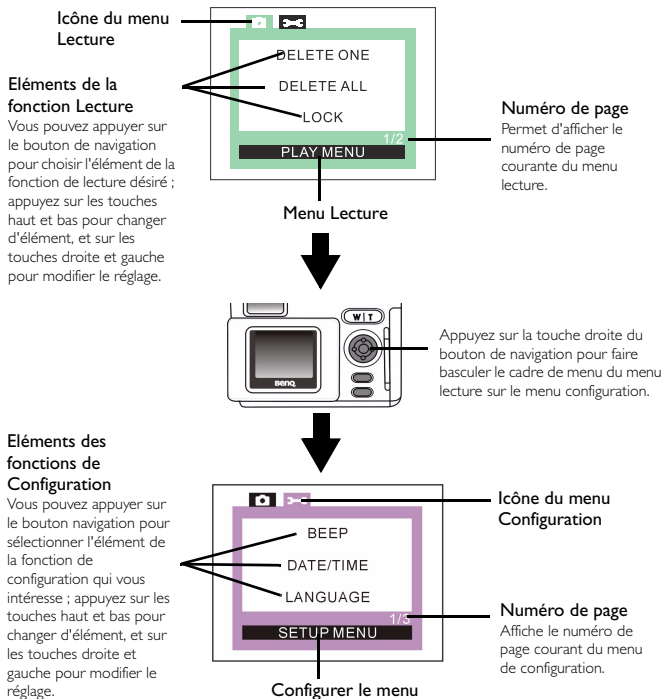 Icône du menu
Lecture
DELETE ONE
DELETE ALL
LOCK
1/2
PLAY MENU
Menu Lecture
Eléments de la
fonction Lecture
Vous pouvez appuyer sur
le bouton de navigation
pour choisir l'élément de la
fonction de lecture désiré ;
appuyez sur les touches
haut et bas pour changer
d'élément, et sur les
touches droite et gauche
pour modifier le réglage.
Numéro de page
Permet d'afficher le
numéro de page
courante du menu
lecture.
W T
BenQ
Appuyez sur la touche droite du
bouton de navigation pour faire
basculer le cadre de menu du menu
lecture sur le menu configuration.
Eléments des
fonctions de
Configuration
Vous pouvez appuyer sur
le bouton navigation pour
sélectionner l'élément de
la fonction de
configuration qui vous
intéresse ; appuyez sur les
touches haut et bas pour
changer d'élément, et sur
les touches droite et
gauche pour modifier le
réglage.
BEEP
DATE/TIME
LANGUAGE
1/3
SETUP MENU
Configurer le menu
Icône du menu
Configuration
Numéro de page
Affiche le numéro de
page courant du menu
de configuration.